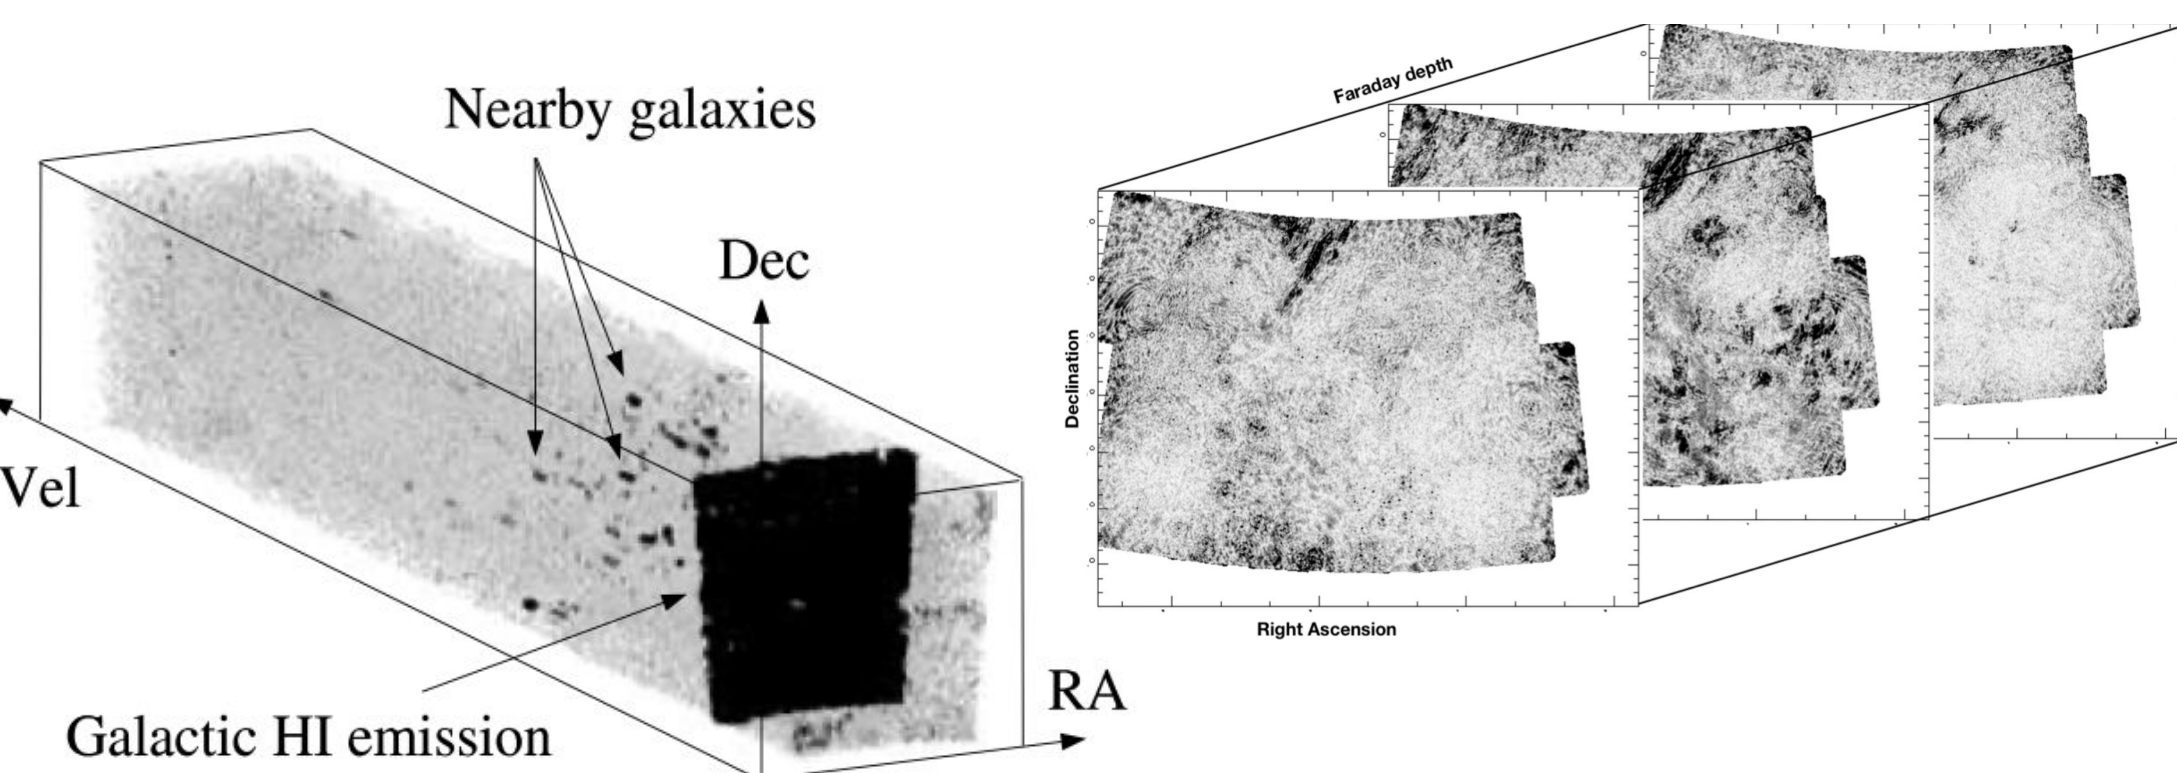 Nearby galaxies
Dec
Vel
Galactic HI emission
RA
Faraday depth
Declination
Right Ascension